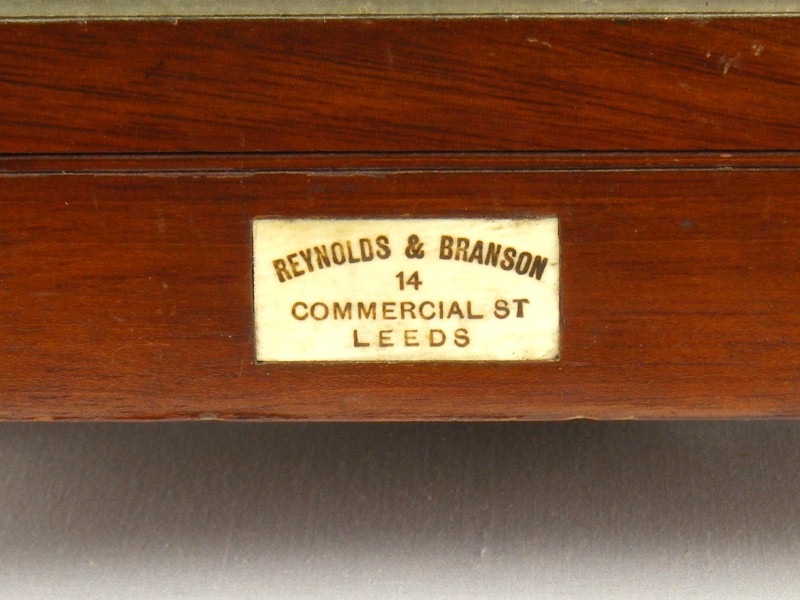 REYNOLDS & BRANSON
14
COMMERCIAL ST
LEEDS